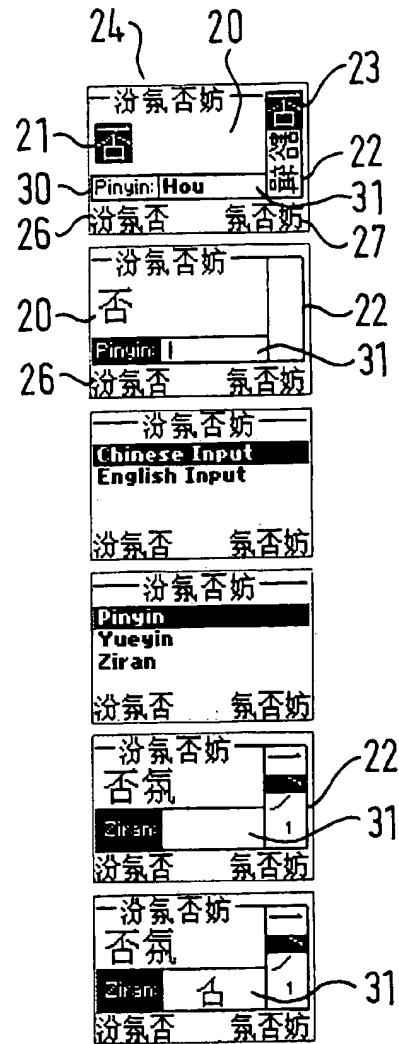 24
20
23
汾氛否妨
否
21
22
30
Pinyin: Hou
31
26
汾氛否 氛否妨
27
汾氛否妨
20
否
22
Pinyin:
31
26
汾氛否
汾氛否妨
Chinese Input
English Input
汾氛否 氛否妨
汾氛否妨
Pinyin
Yueyin
Ziran
汾氛否 氛否妨
汾氛否妨
否氛
22
Ziran:
1
31
汾氛否 氛否妨
汾氛否妨
否氛
Ziran:
1
31
汾氛否 氛否妨